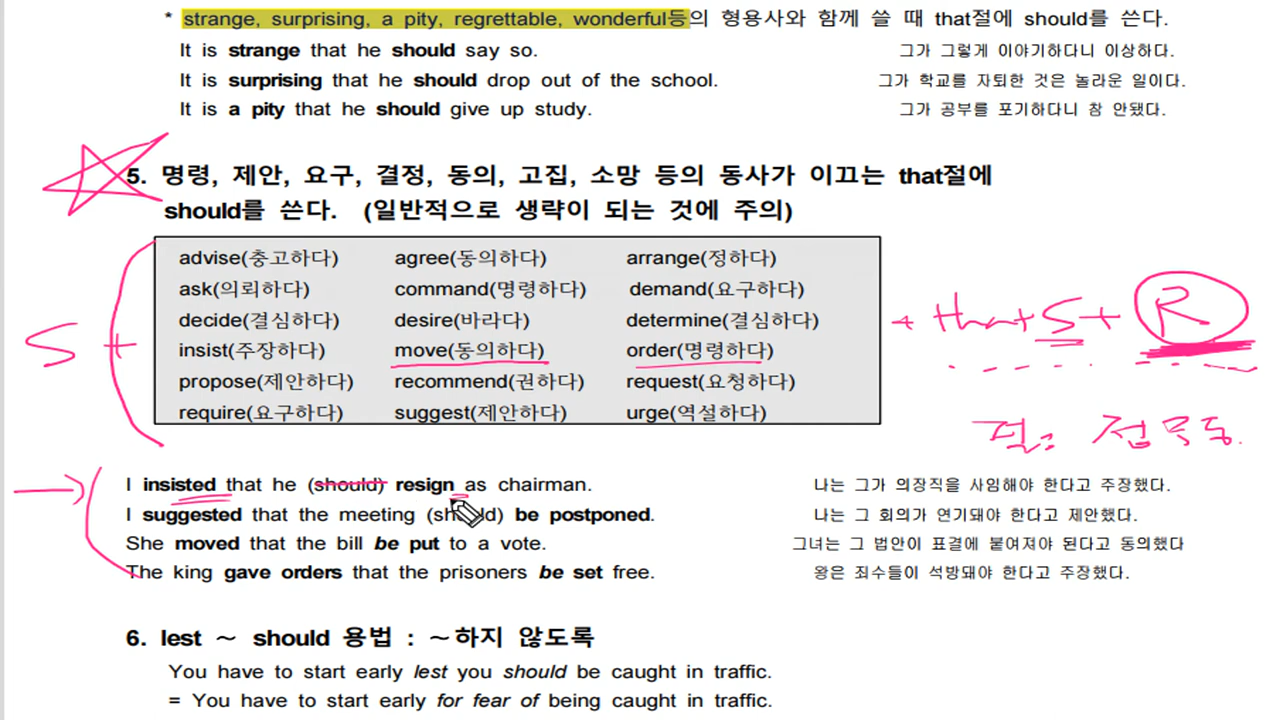 * strange, surprising, a pity, regrettable, wonderful등의 형용사와 함께 쓸 때 that절에 should를 쓴다.
It is strange that he should say so. 그가 그렇게 이야기하다니 이상하다.
It is surprising that he should drop out of the school. 그가 학교를 자퇴한 것은 놀라운 일이다.
It is a pity that he should give up study. 그가 공부를 포기하다니 참 안됐다.
5. 명령, 제안, 요구, 결정, 동의, 고집, 소망 등의 동사가 이끄는 that절에
should를 쓴다. (일반적으로 생략이 되는 것에 주의)
advise(충고하다) agree(동의하다) arrange(정하다)
ask(의뢰하다) command(명령하다) demand(요구하다)
decide(결심하다) desire(바라다) determine(결심하다)
S + insist(주장하다) move(동의하다) order(명령하다) + that + S + R
propose(제안하다) recommend(권하다) request(요청하다)
require(요구하다) suggest(제안하다) urge(역설하다)
I insisted that he (should) resign as chairman. 나는 그가 의장직을 사임해야 한다고 주장했다.
I suggested that the meeting (should) be postponed. 나는 그 회의가 연기돼야 한다고 제안했다.
She moved that the bill be put to a vote. 그녀는 그 법안이 표결에 붙여져야 된다고 동의했다
The king gave orders that the prisoners be set free. 왕은 죄수들이 석방돼야 한다고 주장했다.
6. lest ~ should 용법 : ~하지 않도록
You have to start early lest you should be caught in traffic.
= You have to start early for fear of being caught in traffic.